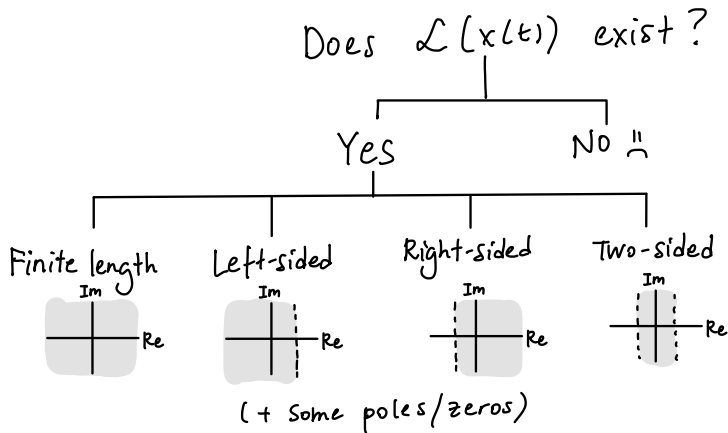 Does ℒ(x(t)) exist?
Yes
No
Finite length
Left-sided
Right-sided
Two-sided
Im
Re
Im
Re
Im
Re
Im
Re
(+ some poles/zeros)